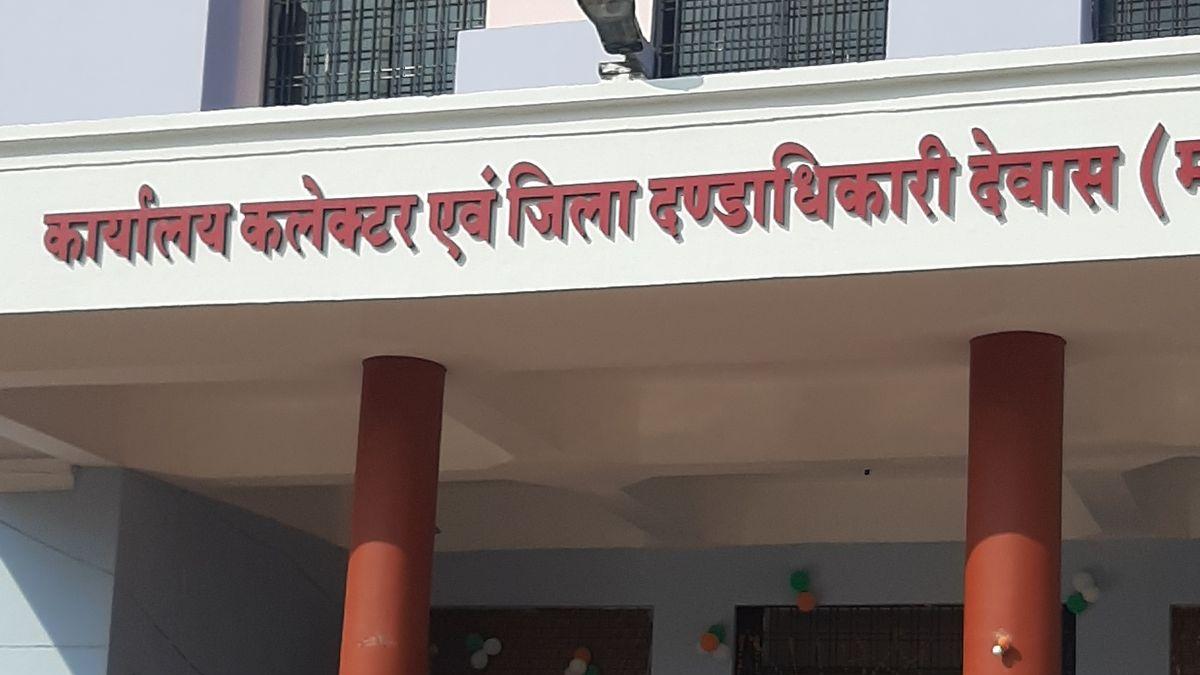 कार्यालय कलेक्टर एवं जिला दण्डाधिकारी देवास (म